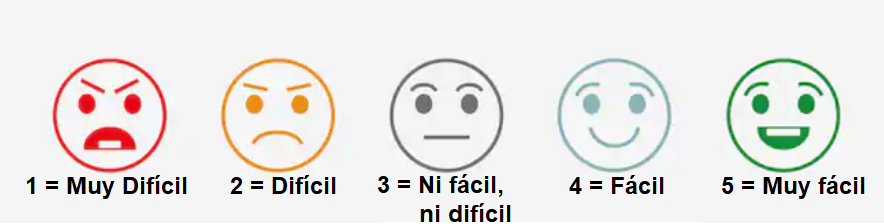 1 = Muy Difícil
2 = Difícil
3 = Ni fácil,
ni difícil
4 = Fácil
5 = Muy fácil